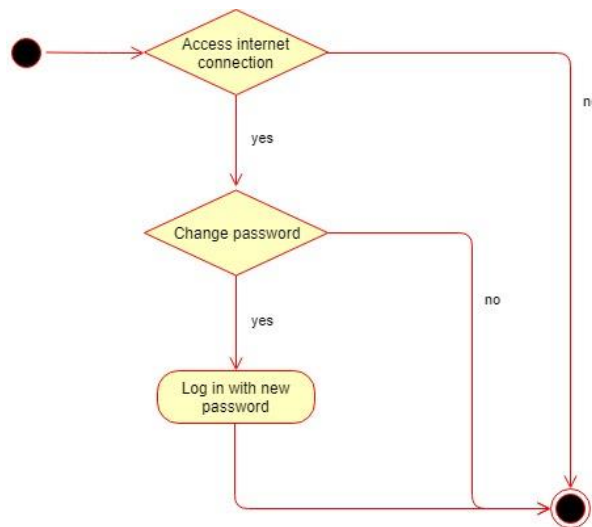 Access internet
connection
yes
Change password
no
yes
Log in with new
password